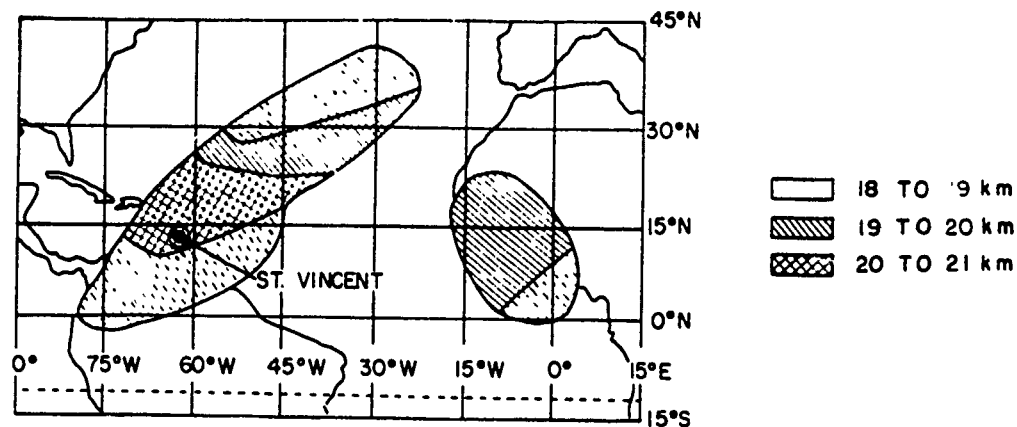 45°N
30°N
15°N
0°N
15°S
ST. VINCENT
0° 75°W 60°W 45°W 30°W 15°W 0° 15°E
18 TO 19 km
19 TO 20 km
20 TO 21 km